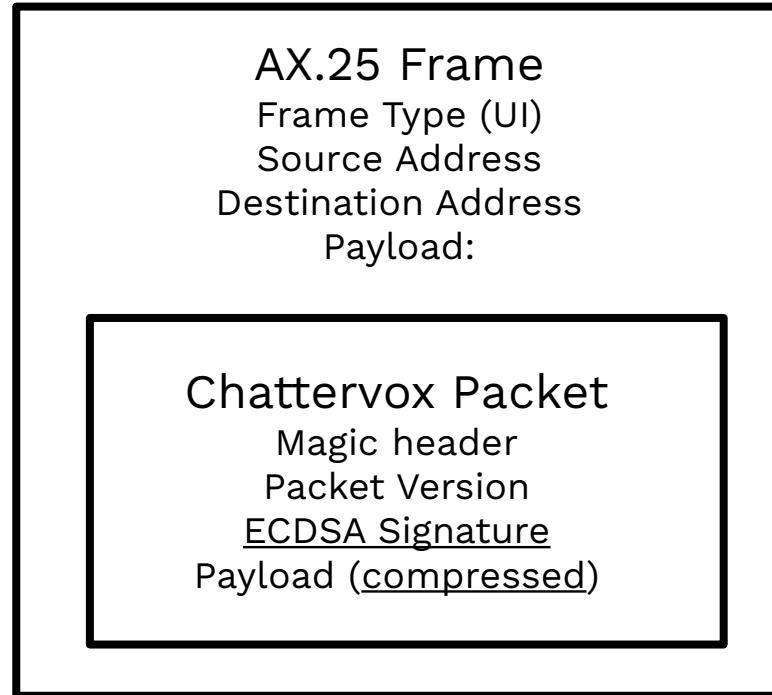 AX.25 Frame
Frame Type (UI)
Source Address
Destination Address
Payload:
Chattervox Packet
Magic header
Packet Version
ECDSA Signature
Payload (compressed)